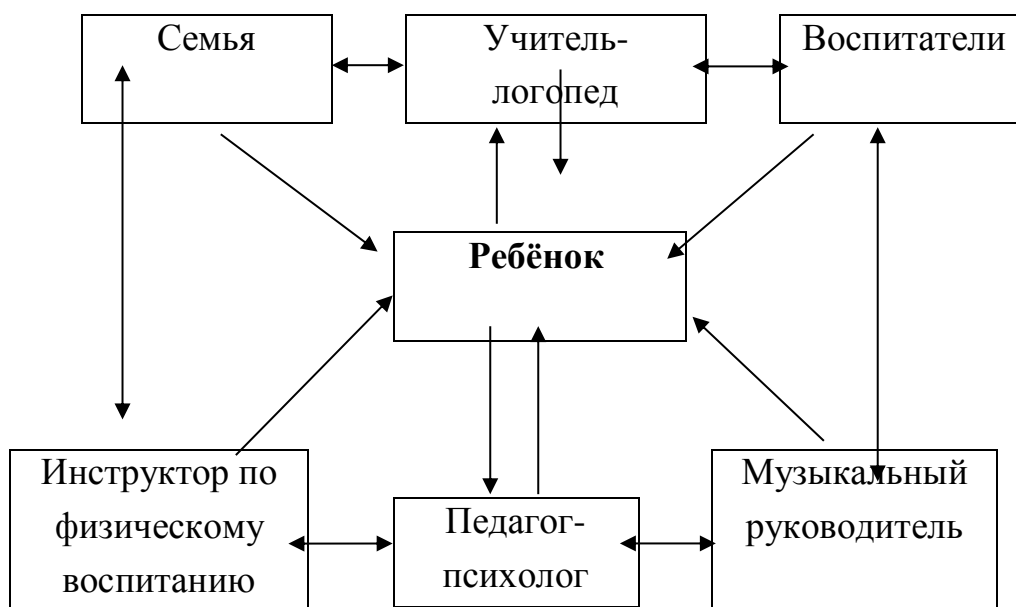 Семья
Учитель-
логопед
Воспитатели
Ребёнок
Инструктор по
физическому
воспитанию
Педагог-
психолог
Музыкальный
руководитель